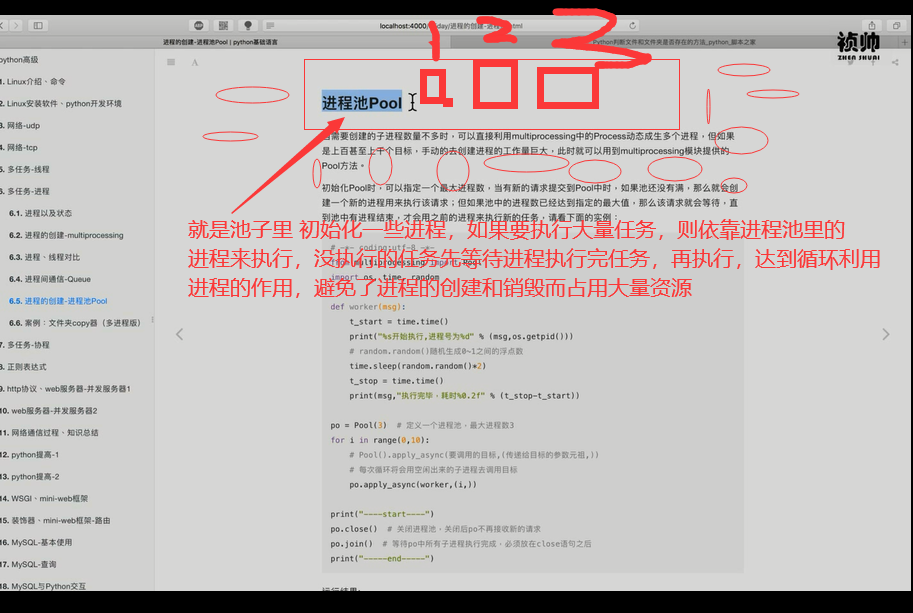 localhost:4000
进程的创建-进程池Pool | python基础语言
Python判断文件和文件夹是否存在的方法_python_脚本之家
祯帅
ZHEN SHUAI
1 2 3
python高级
1. Linux介绍、命令
2. Linux安装软件、python开发环境
3. 网络-udp
4. 网络-tcp
5. 多任务-线程
6. 多任务-进程
6.1. 进程以及状态
6.2. 进程的创建-multiprocessing
6.3. 进程、线程对比
6.4. 进程间通信-Queue
6.5. 进程的创建-进程池Pool
6.6. 案例：文件夹copy器（多进程版）
7. 多任务-协程
8. 正则表达式
9. http协议、web服务器-并发服务器1
10. web服务器-并发服务器2
11. 网络通信过程、知识总结
12. python提高-1
13. python提高-2
14. WSGI、mini-web框架
15. 装饰器、mini-web框架-路由
16. MySQL-基本使用
17. MySQL-查询
18. MySQL与Python交互
进程池Pool
当需要创建的子进程数量不多时，可以直接利用multiprocessing中的Process动态成生多个进程，但如果
是上百甚至上千个目标，手动的去创建进程的工作量巨大，此时就可以用到multiprocessing模块提供的
Pool方法。
初始化Pool时，可以指定一个最大进程数，当有新的请求提交到Pool中时，如果池还没有满，那么就会创
建一个新的进程用来执行该请求；但如果池中的进程数已经达到指定的最大值，那么该请求就会等待，直
到池中有进程结束，才会用之前的进程来执行新的任务，请看下面的实例：
就是池子里 初始化一些进程，如果要执行大量任务，则依靠进程池里的
进程来执行，没执行的任务先等待进程执行完任务，再执行，达到循环利用
进程的作用，避免了进程的创建和销毁而占用大量资源
# -*- coding:utf-8 -*-
from multiprocessing import Pool
import os, time, random
def worker(msg):
t_start = time.time()
print("%s开始执行,进程号为%d" % (msg,os.getpid()))
# random.random()随机生成0~1之间的浮点数
time.sleep(random.random()*2)
t_stop = time.time()
print(msg,"执行完毕，耗时%0.2f" % (t_stop-t_start))
po = Pool(3) # 定义一个进程池，最大进程数3
for i in range(0,10):
# Pool().apply_async(要调用的目标,(传递给目标的参数元祖,))
# 每次循环将会用空闲出来的子进程去调用目标
po.apply_async(worker,(i,))
print("----start----")
po.close() # 关闭进程池，关闭后po不再接收新的请求
po.join() # 等待po中所有子进程执行完成，必须放在close语句之后
print("-----end-----")
运行结果: